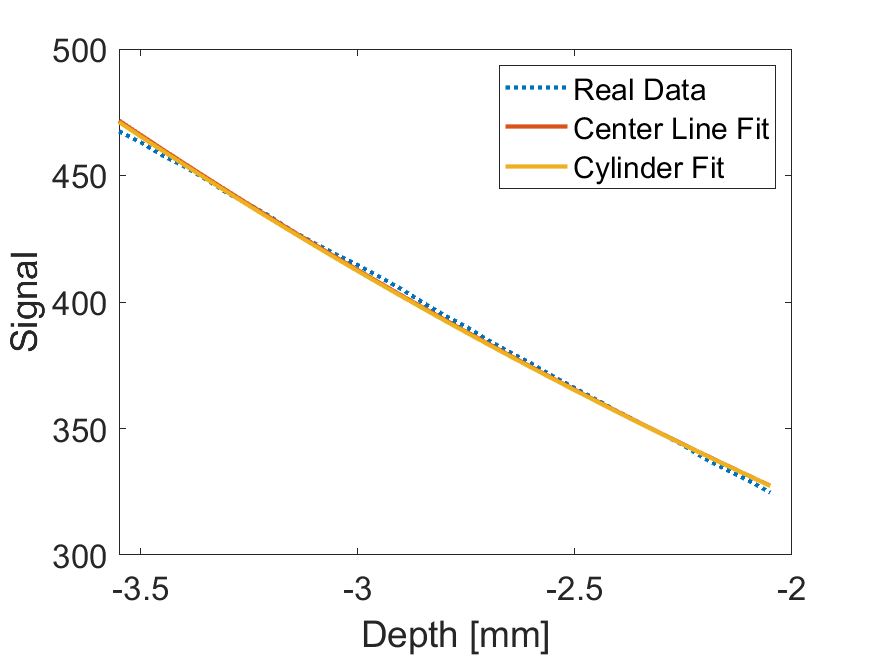 500
450
400
350
300
Signal
Real Data
Center Line Fit
Cylinder Fit
-3.5 -3 -2.5 -2
Depth [mm]